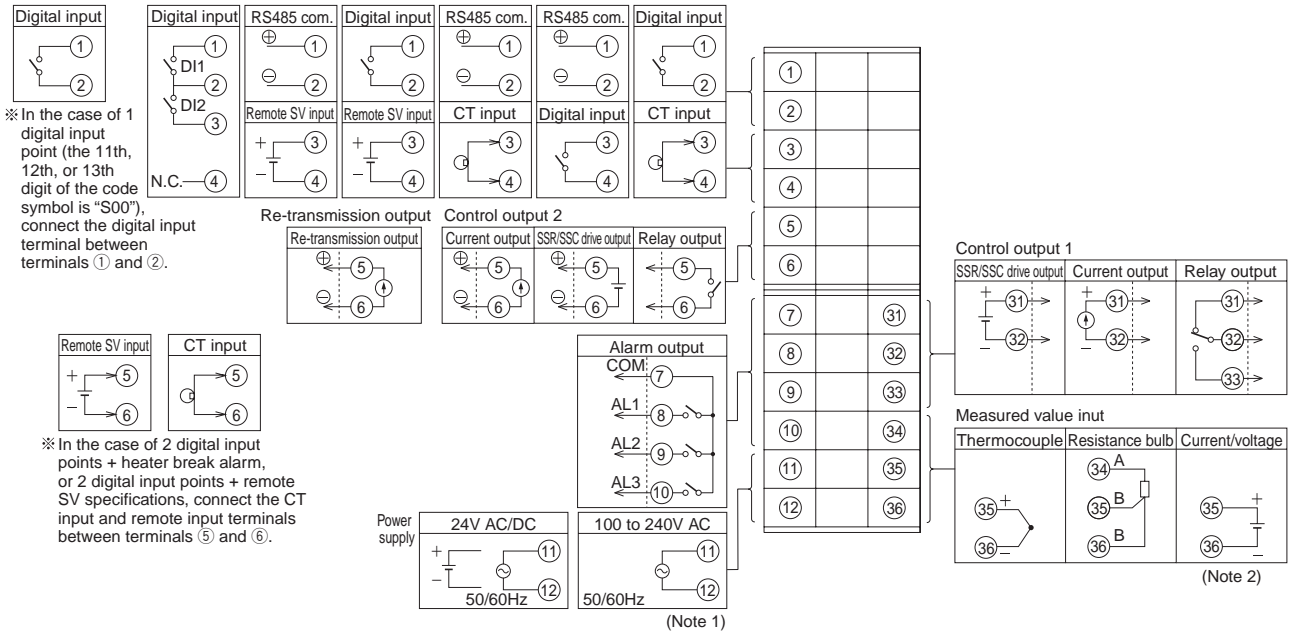 Digital input
1
2
※ In the case of 1
digital input
point (the 11th,
12th, or 13th
digit of the code
symbol is “S00”),
connect the digital input
terminal between
terminals ① and ②.
Digital input
1
DI1
2
DI2
3
N.C.
4
RS485 com.
⊕
1
⊖
2
Remote SV input
+
3
−
4
Digital input
1
2
Remote SV input
+
3
−
4
RS485 com.
⊕
1
⊖
2
CT input
3
4
RS485 com.
⊕
1
⊖
2
Digital input
3
4
Digital input
1
2
CT input
3
4
Re-transmission output
Re-transmission output
⊕
5
⊖
6
Control output 2
Current output
⊕
5
⊖
6
SSR/SSC drive output
⊕
5
⊖
6
Relay output
5
6
Remote SV input
+
5
−
6
CT input
5
6
※ In the case of 2 digital input
points + heater break alarm,
or 2 digital input points + remote
SV specifications, connect the CT
input and remote input terminals
between terminals ⑤ and ⑥.
Alarm output
COM
7
AL1
8
AL2
9
AL3
10
Power
supply
24V AC/DC
+
−
11
12
50/60Hz
100 to 240V AC
11
12
50/60Hz
(Note 1)
1
2
3
4
5
6
7 31
8 32
9 33
10 34
11 35
12 36
Control output 1
SSR/SSC drive output
+
31
32
−
Current output
+
31
32
−
Relay output
31
32
33
Measured value inut
Thermocouple
35 +
36 −
Resistance bulb
34 A
35 B
36 B
Current/voltage
35 +
36 −
(Note 2)